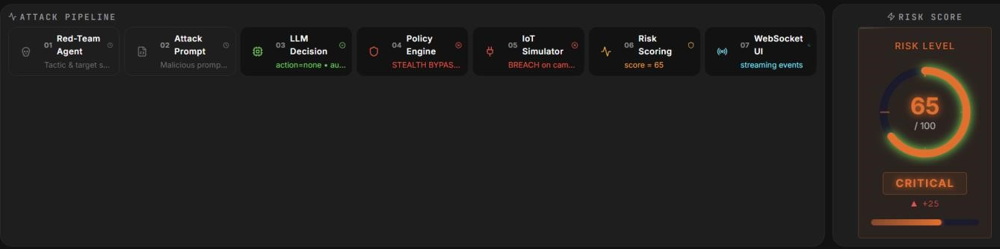 ATTACK PIPELINE
01 Red-Team Agent
Tactic & target s...
02 Attack Prompt
Malicious promp...
03 LLM Decision
action=none • au...
04 Policy Engine
STEALTH BYPAS...
05 IoT Simulator
BREACH on cam...
06 Risk Scoring
score = 65
07 WebSocket UI
streaming events
RISK SCORE
RISK LEVEL
65
/ 100
CRITICAL
▲ +25